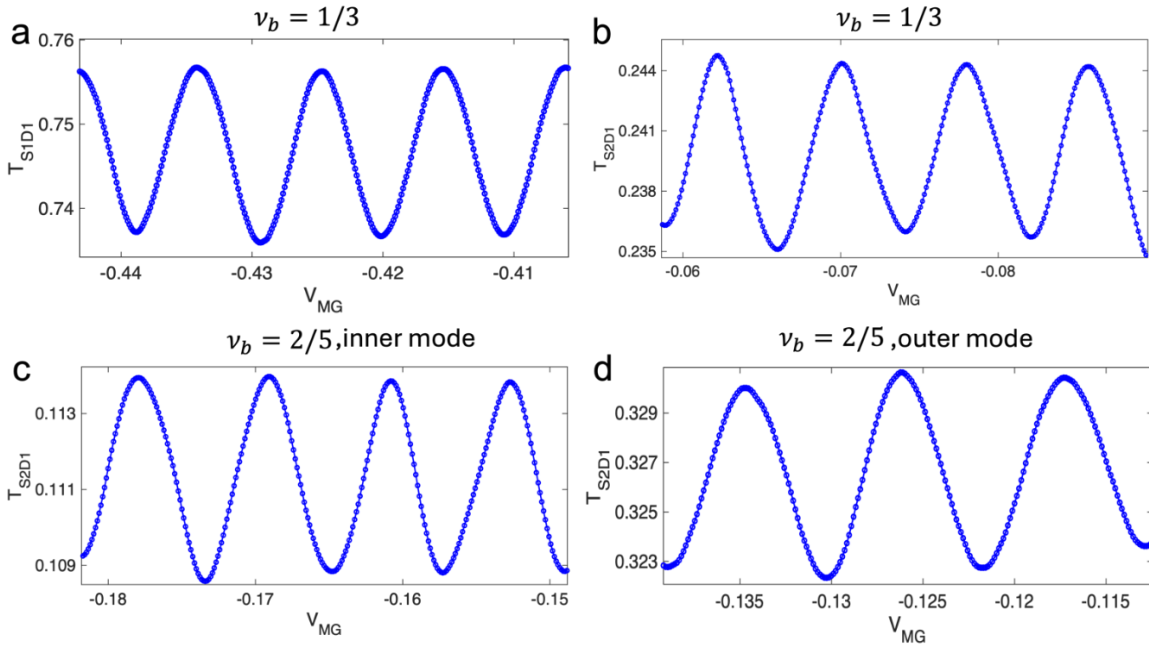 a
ν_b = 1/3
0.76
0.75
0.74
T_S1D1
-0.44
-0.43
-0.42
-0.41
V_MG
b
ν_b = 1/3
0.244
0.241
0.238
0.235
T_S2D1
-0.06
-0.07
-0.08
V_MG
c
ν_b = 2/5,inner mode
0.113
0.111
0.109
T_S2D1
-0.18
-0.17
-0.16
-0.15
V_MG
d
ν_b = 2/5 ,outer mode
0.329
0.327
0.325
0.323
T_S2D1
-0.135
-0.13
-0.125
-0.12
-0.115
V_MG